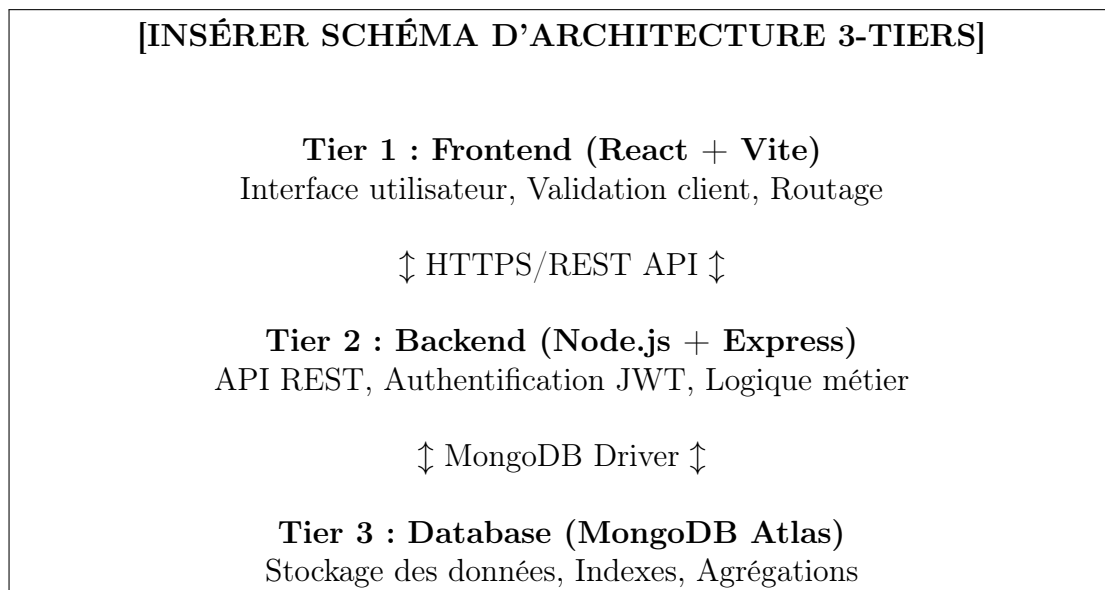 [INSÉRER SCHÉMA D'ARCHITECTURE 3-TIERS]
Tier 1 : Frontend (React + Vite)
Interface utilisateur, Validation client, Routage
↕ HTTPS/REST API ↕
Tier 2 : Backend (Node.js + Express)
API REST, Authentification JWT, Logique métier
↕ MongoDB Driver ↕
Tier 3 : Database (MongoDB Atlas)
Stockage des données, Indexes, Agrégations